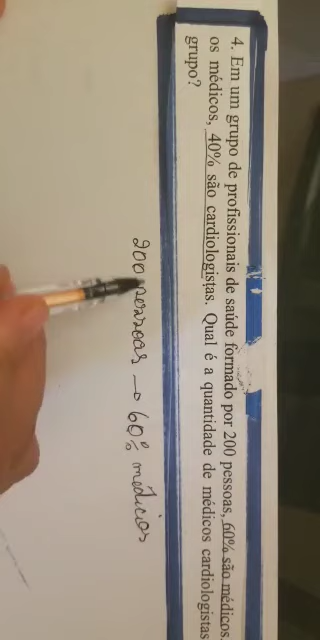 4. Em um grupo de profissionais de saúde formado por 200 pessoas, 60% são médicos.
os médicos, 40% são cardiologistas. Qual é a quantidade de médicos cardiologista
grupo?
200 pessoas → 60% médicos